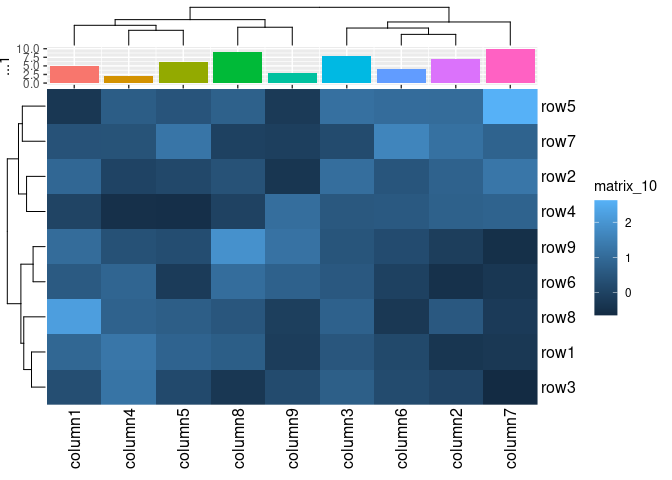 ...1
10.0
7.5
5.0
2.5
0.0
row5
row7
row2
row4
row9
row6
row8
row1
row3
matrix_10
2
1
0
column1
column4
column5
column8
column9
column3
column6
column2
column7